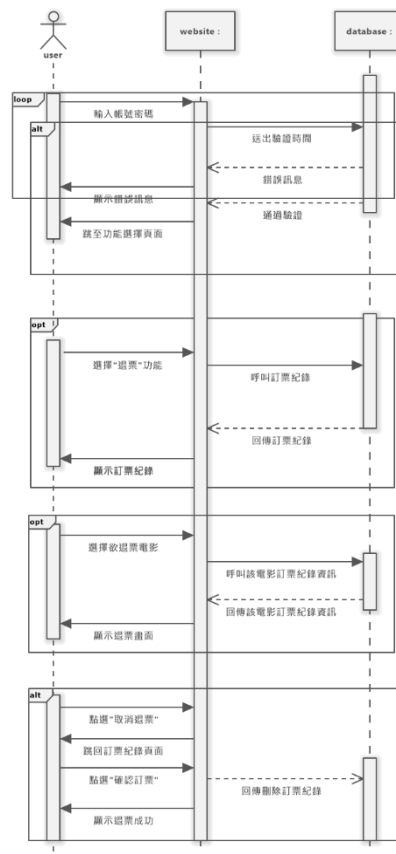 user
website :
database :
loop
輸入帳號密碼
alt
送出驗證時間
錯誤訊息
顯示錯誤訊息
通過驗證
跳至功能選擇頁面
opt
選擇"退票"功能
呼叫訂票紀錄
回傳訂票紀錄
顯示訂票紀錄
opt
選擇欲退票電影
呼叫該電影訂票紀錄資訊
回傳該電影訂票紀錄資訊
顯示退票畫面
alt
點選"取消退票"
跳回訂票紀錄頁面
點選"確認訂票"
回傳刪除訂票紀錄
顯示退票成功